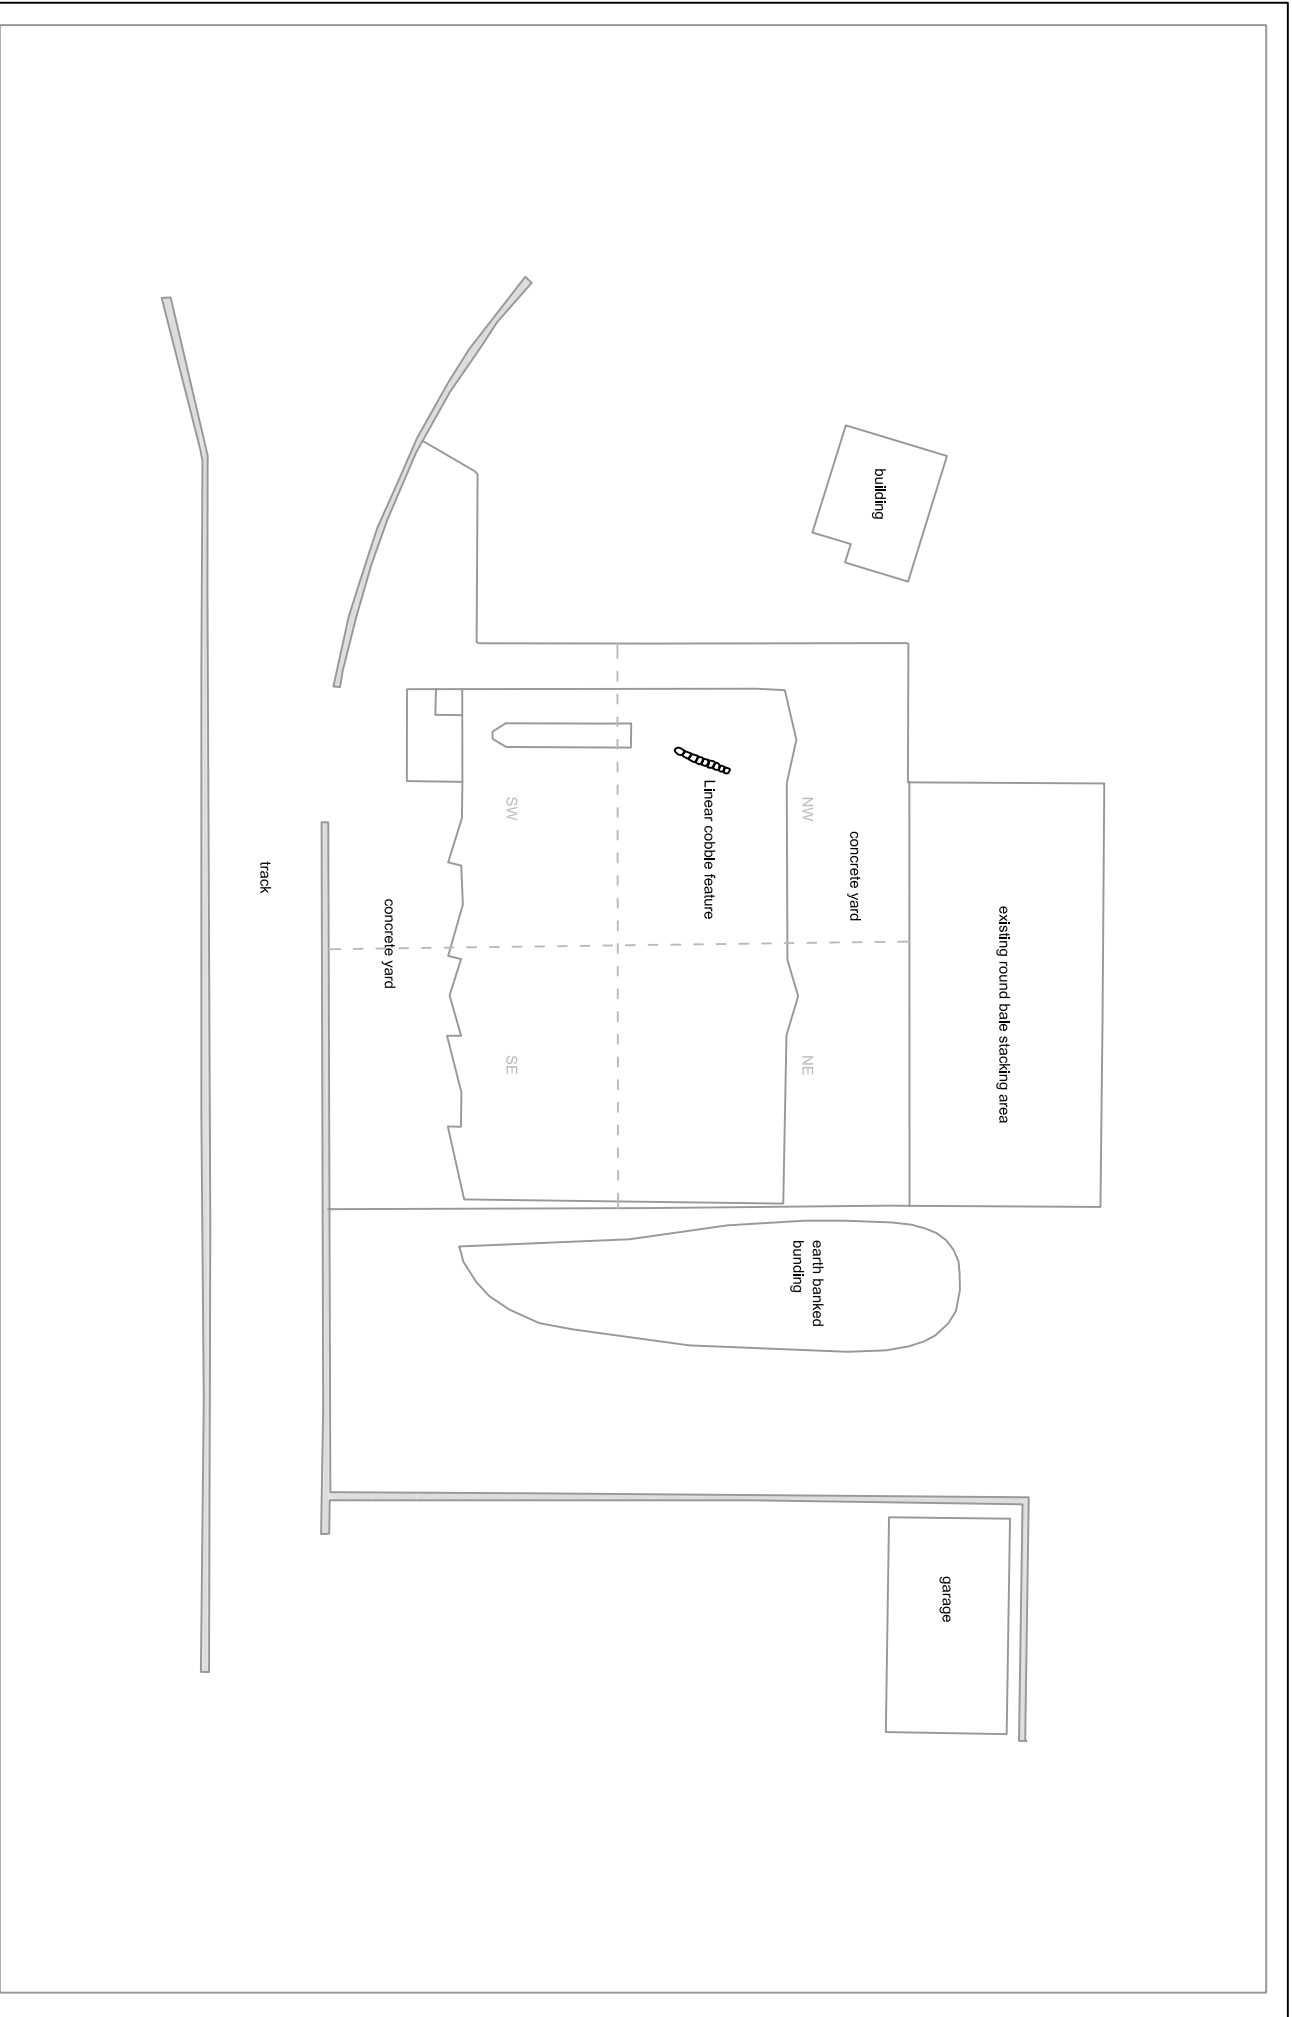 existing round bale stacking area
building
concrete yard
NW
NE
earth banked
bunding
garage
Linear cobble feature
SW
SE
concrete yard
track